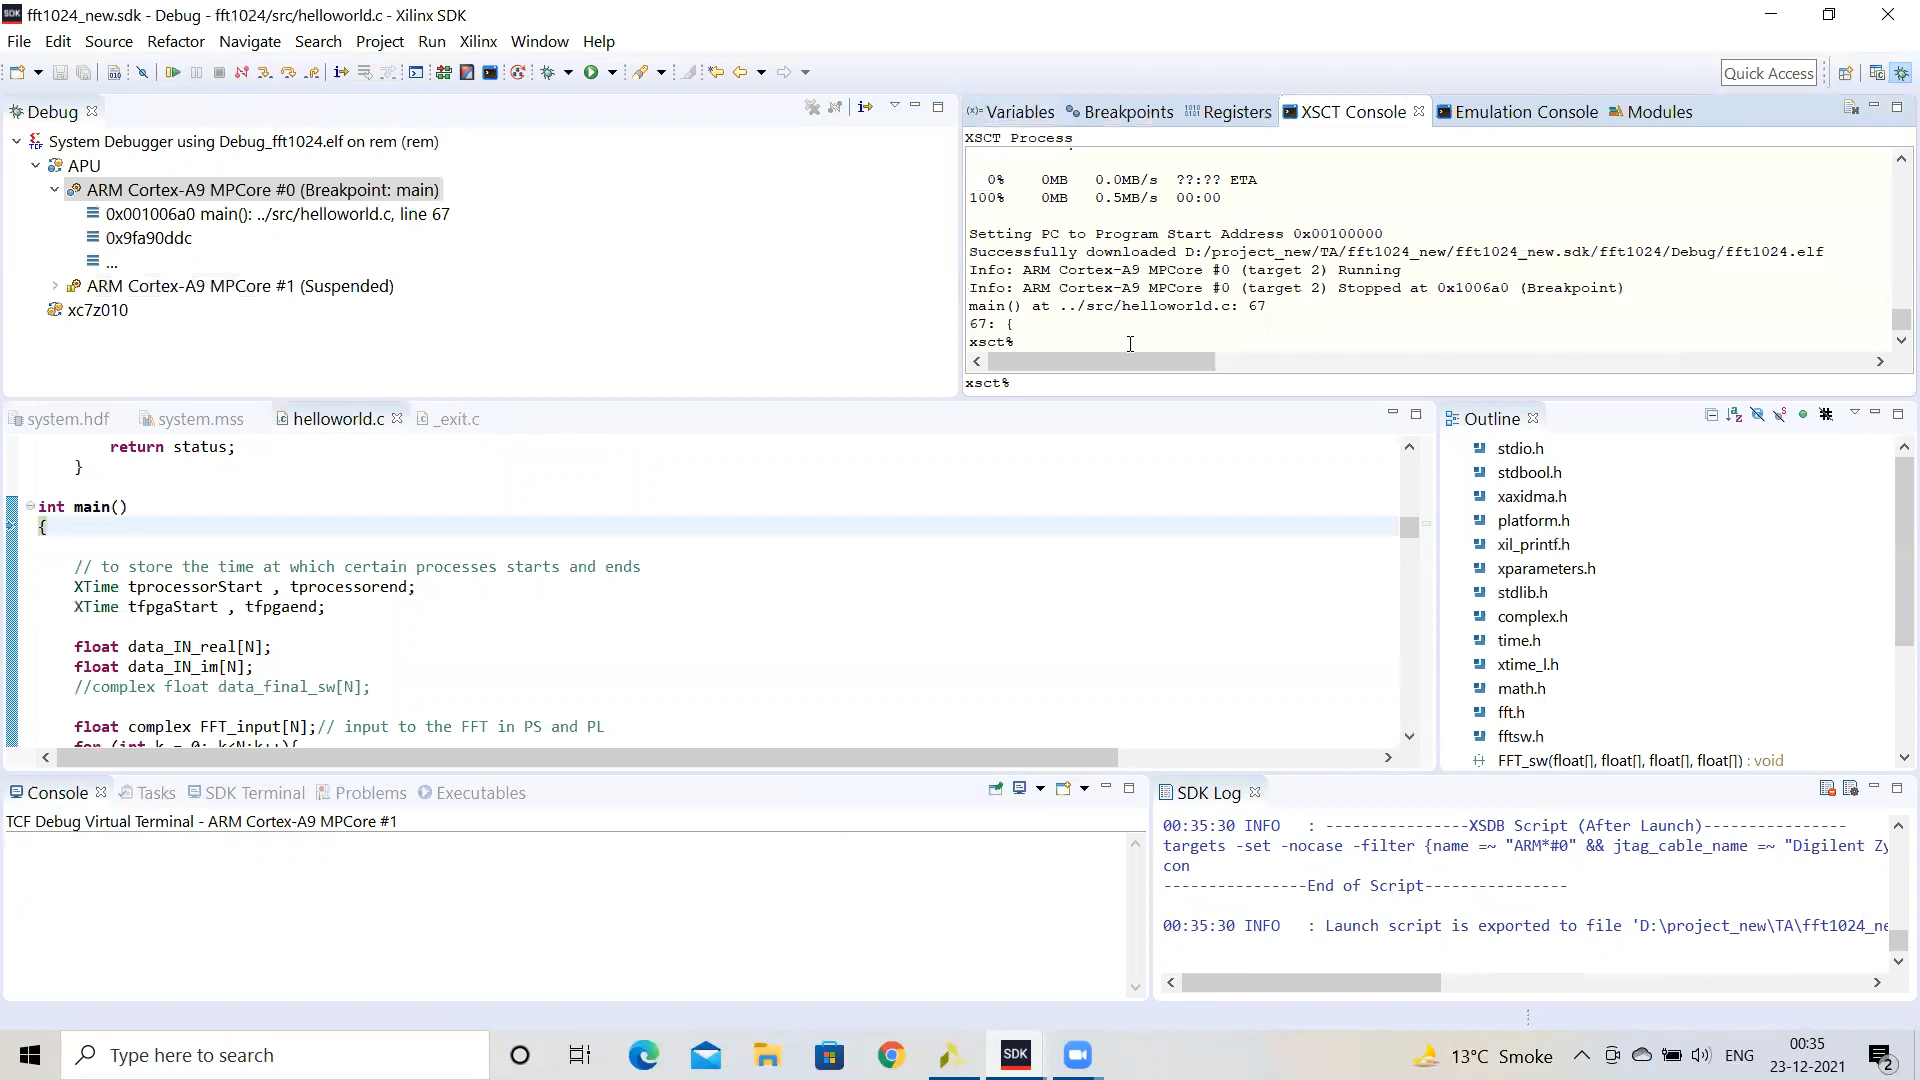 fft1024_new.sdk - Debug - fft1024/src/helloworld.c - Xilinx SDK
File Edit Source Refactor Navigate Search Project Run Xilinx Window Help
Quick Access
Debug
System Debugger using Debug_fft1024.elf on rem (rem)
APU
ARM Cortex-A9 MPCore #0 (Breakpoint: main)
0x001006a0 main(): ../src/helloworld.c, line 67
0x9fa90ddc
...
ARM Cortex-A9 MPCore #1 (Suspended)
xc7z010
Variables Breakpoints Registers XSCT Console Emulation Console Modules
XSCT Process
0% 0MB 0.0MB/s ??:?? ETA
100% 0MB 0.5MB/s 00:00
Setting PC to Program Start Address 0x00100000
Successfully downloaded D:/project_new/TA/fft1024_new/fft1024_new.sdk/fft1024/Debug/fft1024.elf
Info: ARM Cortex-A9 MPCore #0 (target 2) Running
Info: ARM Cortex-A9 MPCore #0 (target 2) Stopped at 0x1006a0 (Breakpoint)
main() at ../src/helloworld.c: 67
67: {
xsct%
xsct%
system.hdf system.mss helloworld.c _exit.c
return status;
}
int main()
{
// to store the time at which certain processes starts and ends
XTime tprocessorStart , tprocessorend;
XTime tfpgaStart , tfpgaend;
float data_IN_real[N];
float data_IN_im[N];
//complex float data_final_sw[N];
float complex FFT_input[N];// input to the FFT in PS and PL
for (int k = 0; k<N;k++){
Outline
stdio.h
stdbool.h
xaxidma.h
platform.h
xil_printf.h
xparameters.h
stdlib.h
complex.h
time.h
xtime_l.h
math.h
fft.h
fftsw.h
FFT_sw(float[], float[], float[], float[]) : void
Console Tasks SDK Terminal Problems Executables
TCF Debug Virtual Terminal - ARM Cortex-A9 MPCore #1
SDK Log
00:35:30 INFO : ----------------XSDB Script (After Launch)----------------
targets -set -nocase -filter {name =~ "ARM*#0" && jtag_cable_name =~ "Digilent Zy
con
----------------End of Script----------------
00:35:30 INFO : Launch script is exported to file 'D:\project_new\TA\fft1024_ne
Type here to search
SDK
13°C Smoke
ENG
00:35
23-12-2021
2